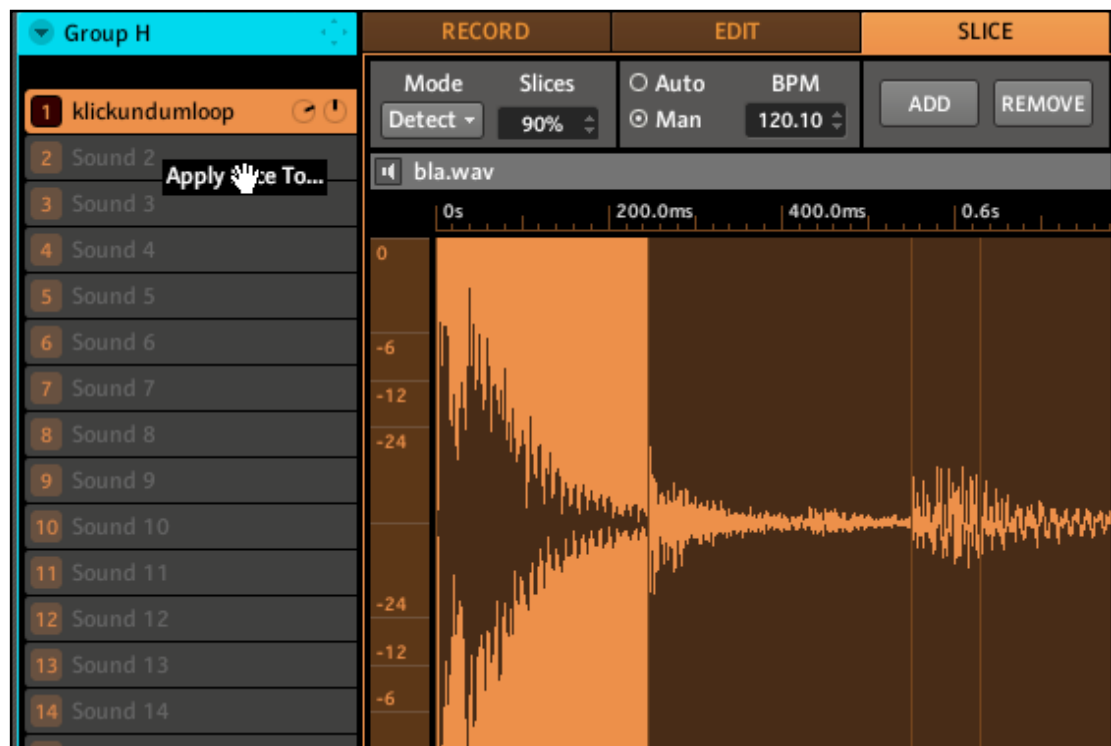 Group H
RECORD EDIT SLICE
Mode Slices Auto BPM
Detect 90% Man 120.10 ADD REMOVE
bla.wav
0s 200.0ms 400.0ms 0.6s
1 klickundumloop
2 Sound 2
Apply To...
3 Sound 3
4 Sound 4
5 Sound 5
6 Sound 6
7 Sound 7
8 Sound 8
9 Sound 9
10 Sound 10
11 Sound 11
12 Sound 12
13 Sound 13
14 Sound 14
0
-6
-12
-24
-24
-12
-6